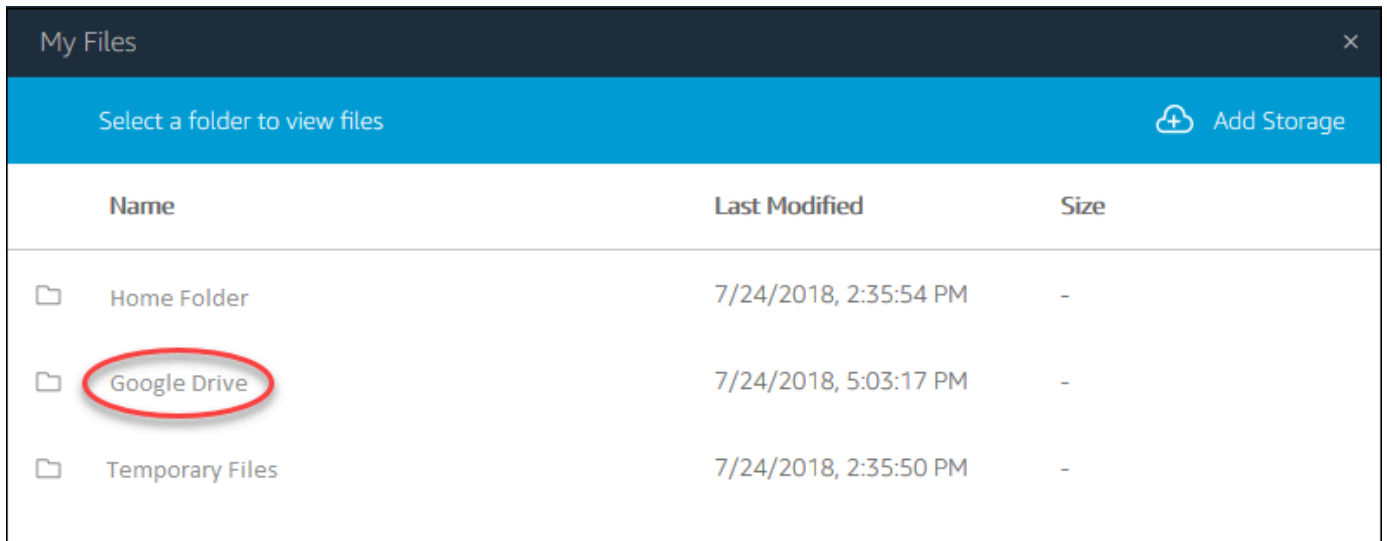 My Files ×
Select a folder to view files Add Storage
Name Last Modified Size
Home Folder 7/24/2018, 2:35:54 PM -
Google Drive 7/24/2018, 5:03:17 PM -
Temporary Files 7/24/2018, 2:35:50 PM -